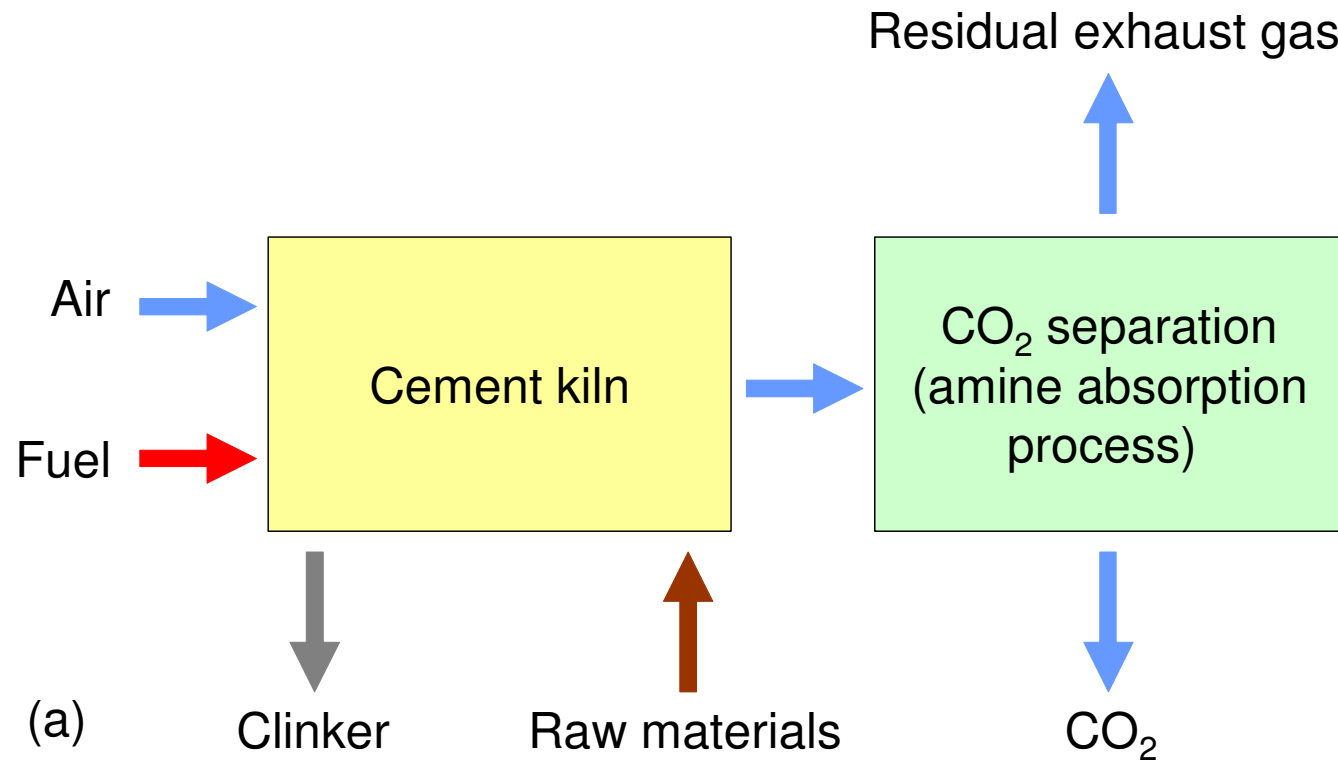 Residual exhaust gas
Air
Fuel
Cement kiln
CO₂ separation
(amine absorption
process)
(a)
Clinker
Raw materials
CO₂